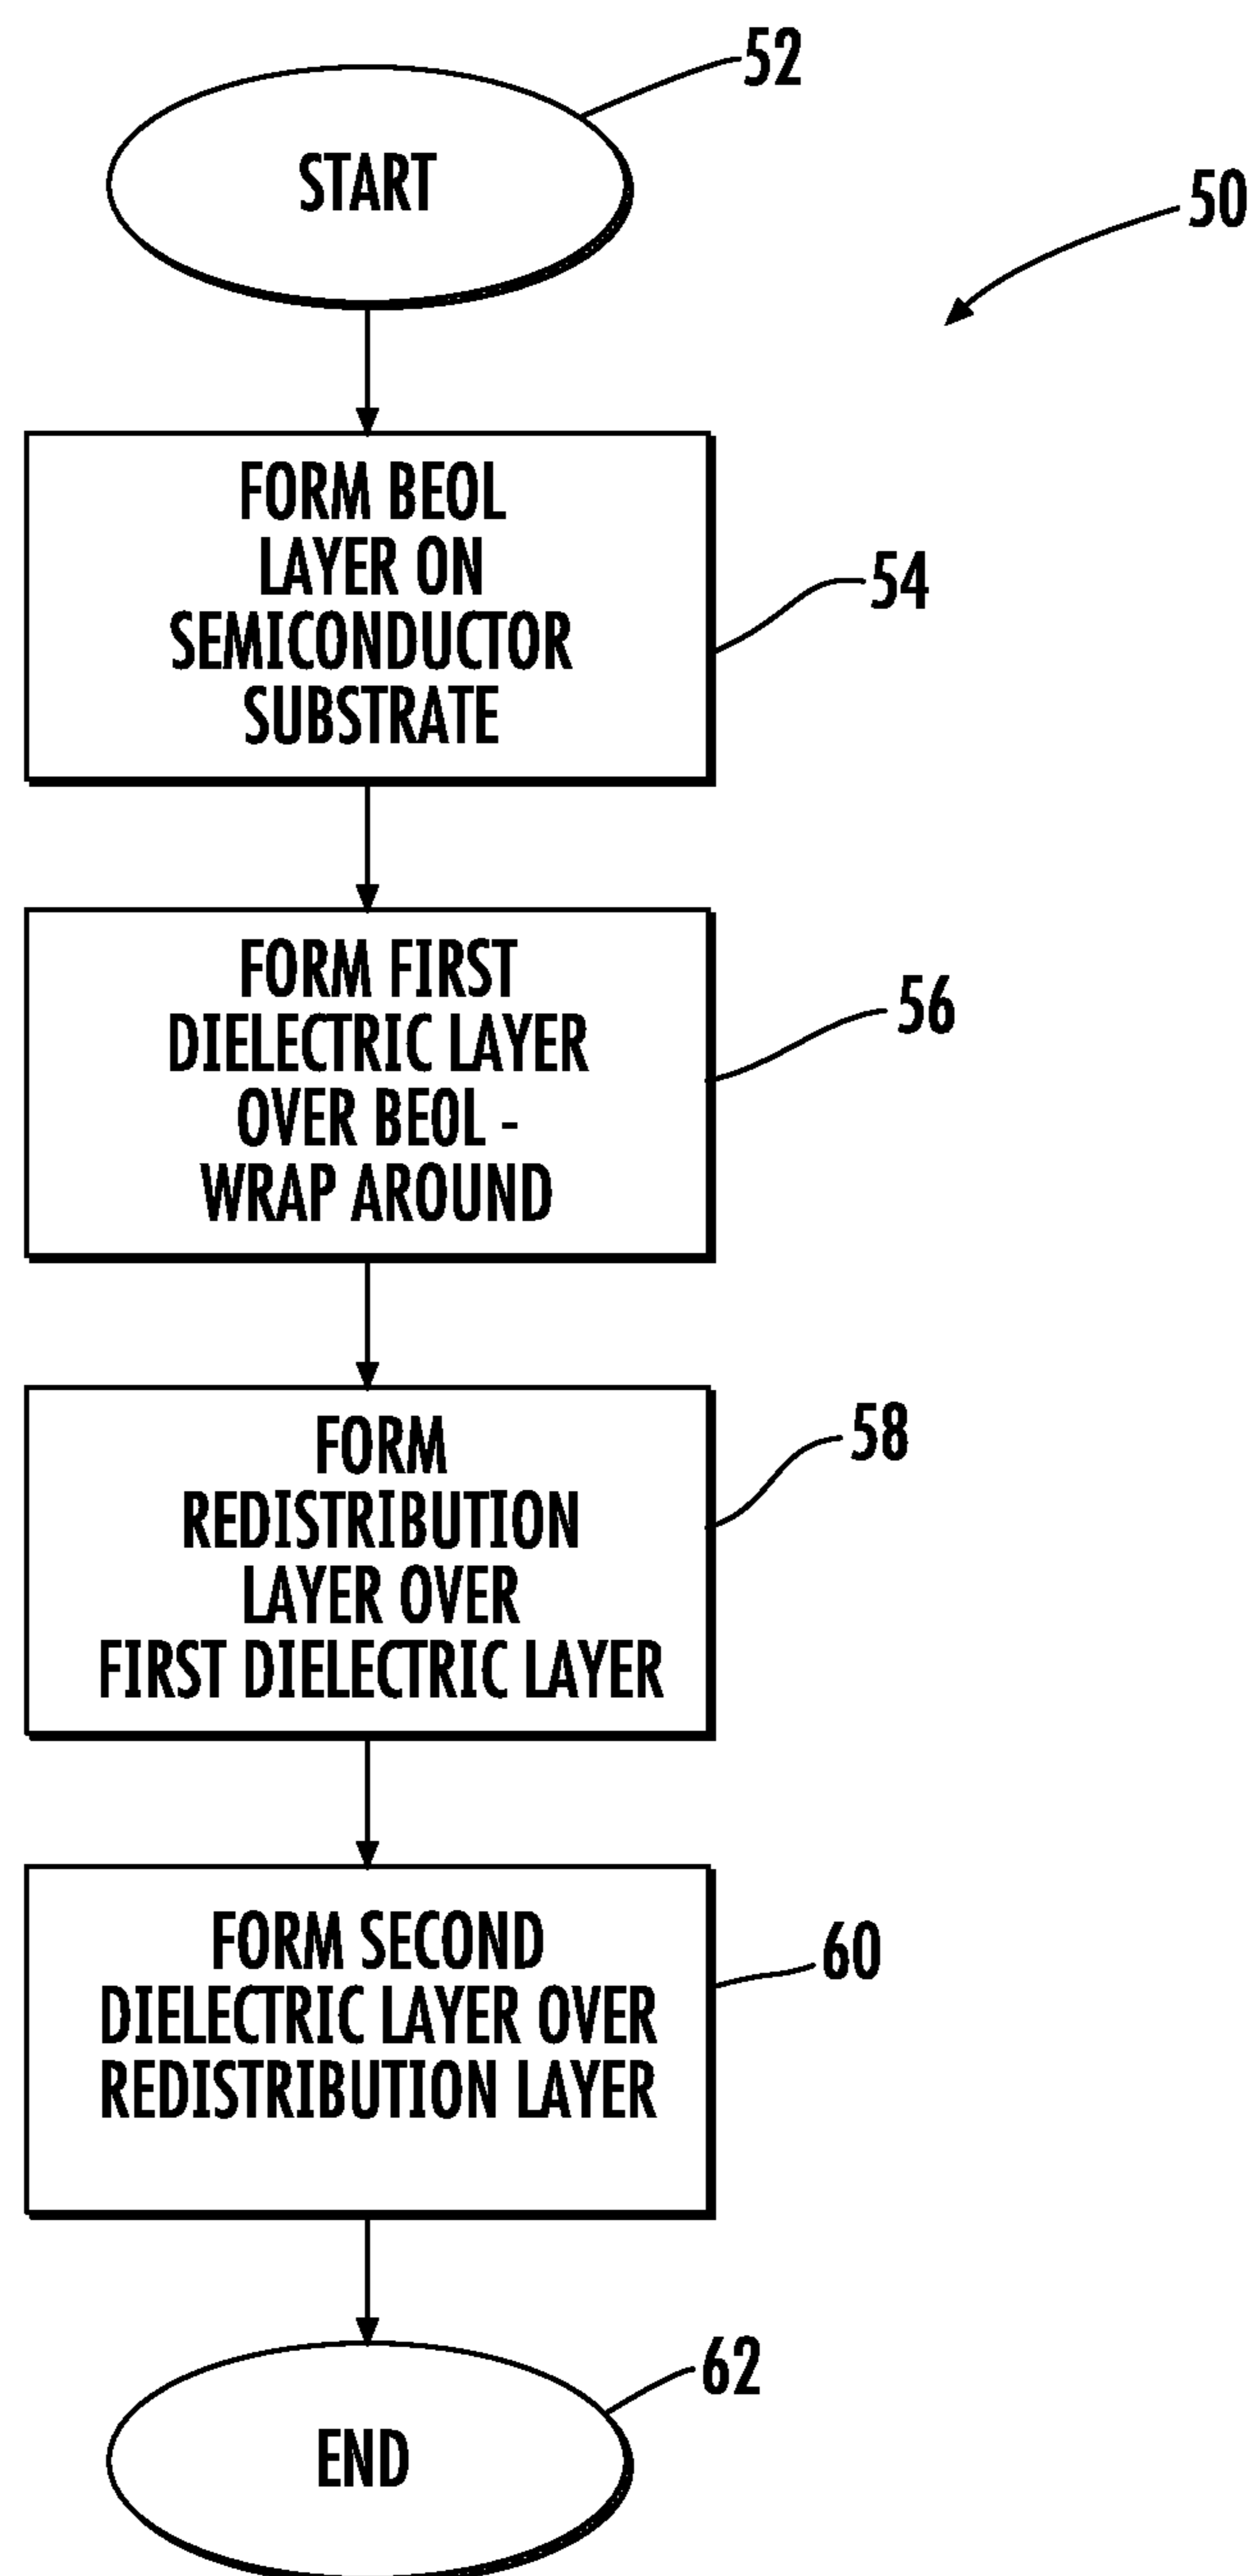 52
START
50
FORM BEOL
LAYER ON
SEMICONDUCTOR
SUBSTRATE
54
FORM FIRST
DIELECTRIC LAYER
OVER BEOL -
WRAP AROUND
56
FORM
REDISTRIBUTION
LAYER OVER
FIRST DIELECTRIC LAYER
58
FORM SECOND
DIELECTRIC LAYER OVER
REDISTRIBUTION LAYER
60
62
END